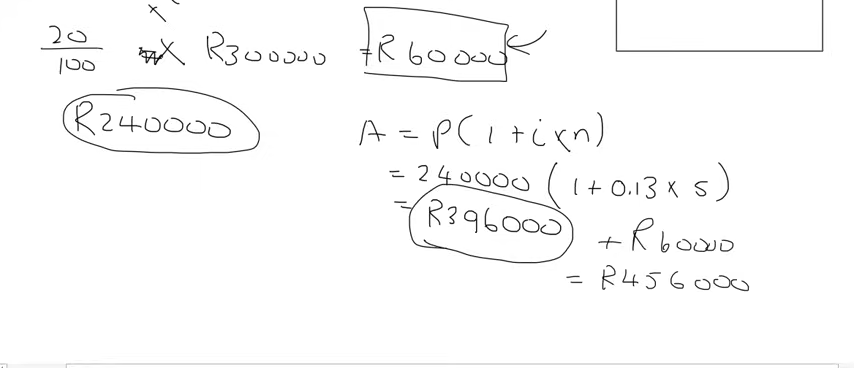 20/100 × R300000 = R60000
R240000
A = P(1 + i × n)
= 240000 (1 + 0.13 × 5)
= R396000
+ R60000
= R456000